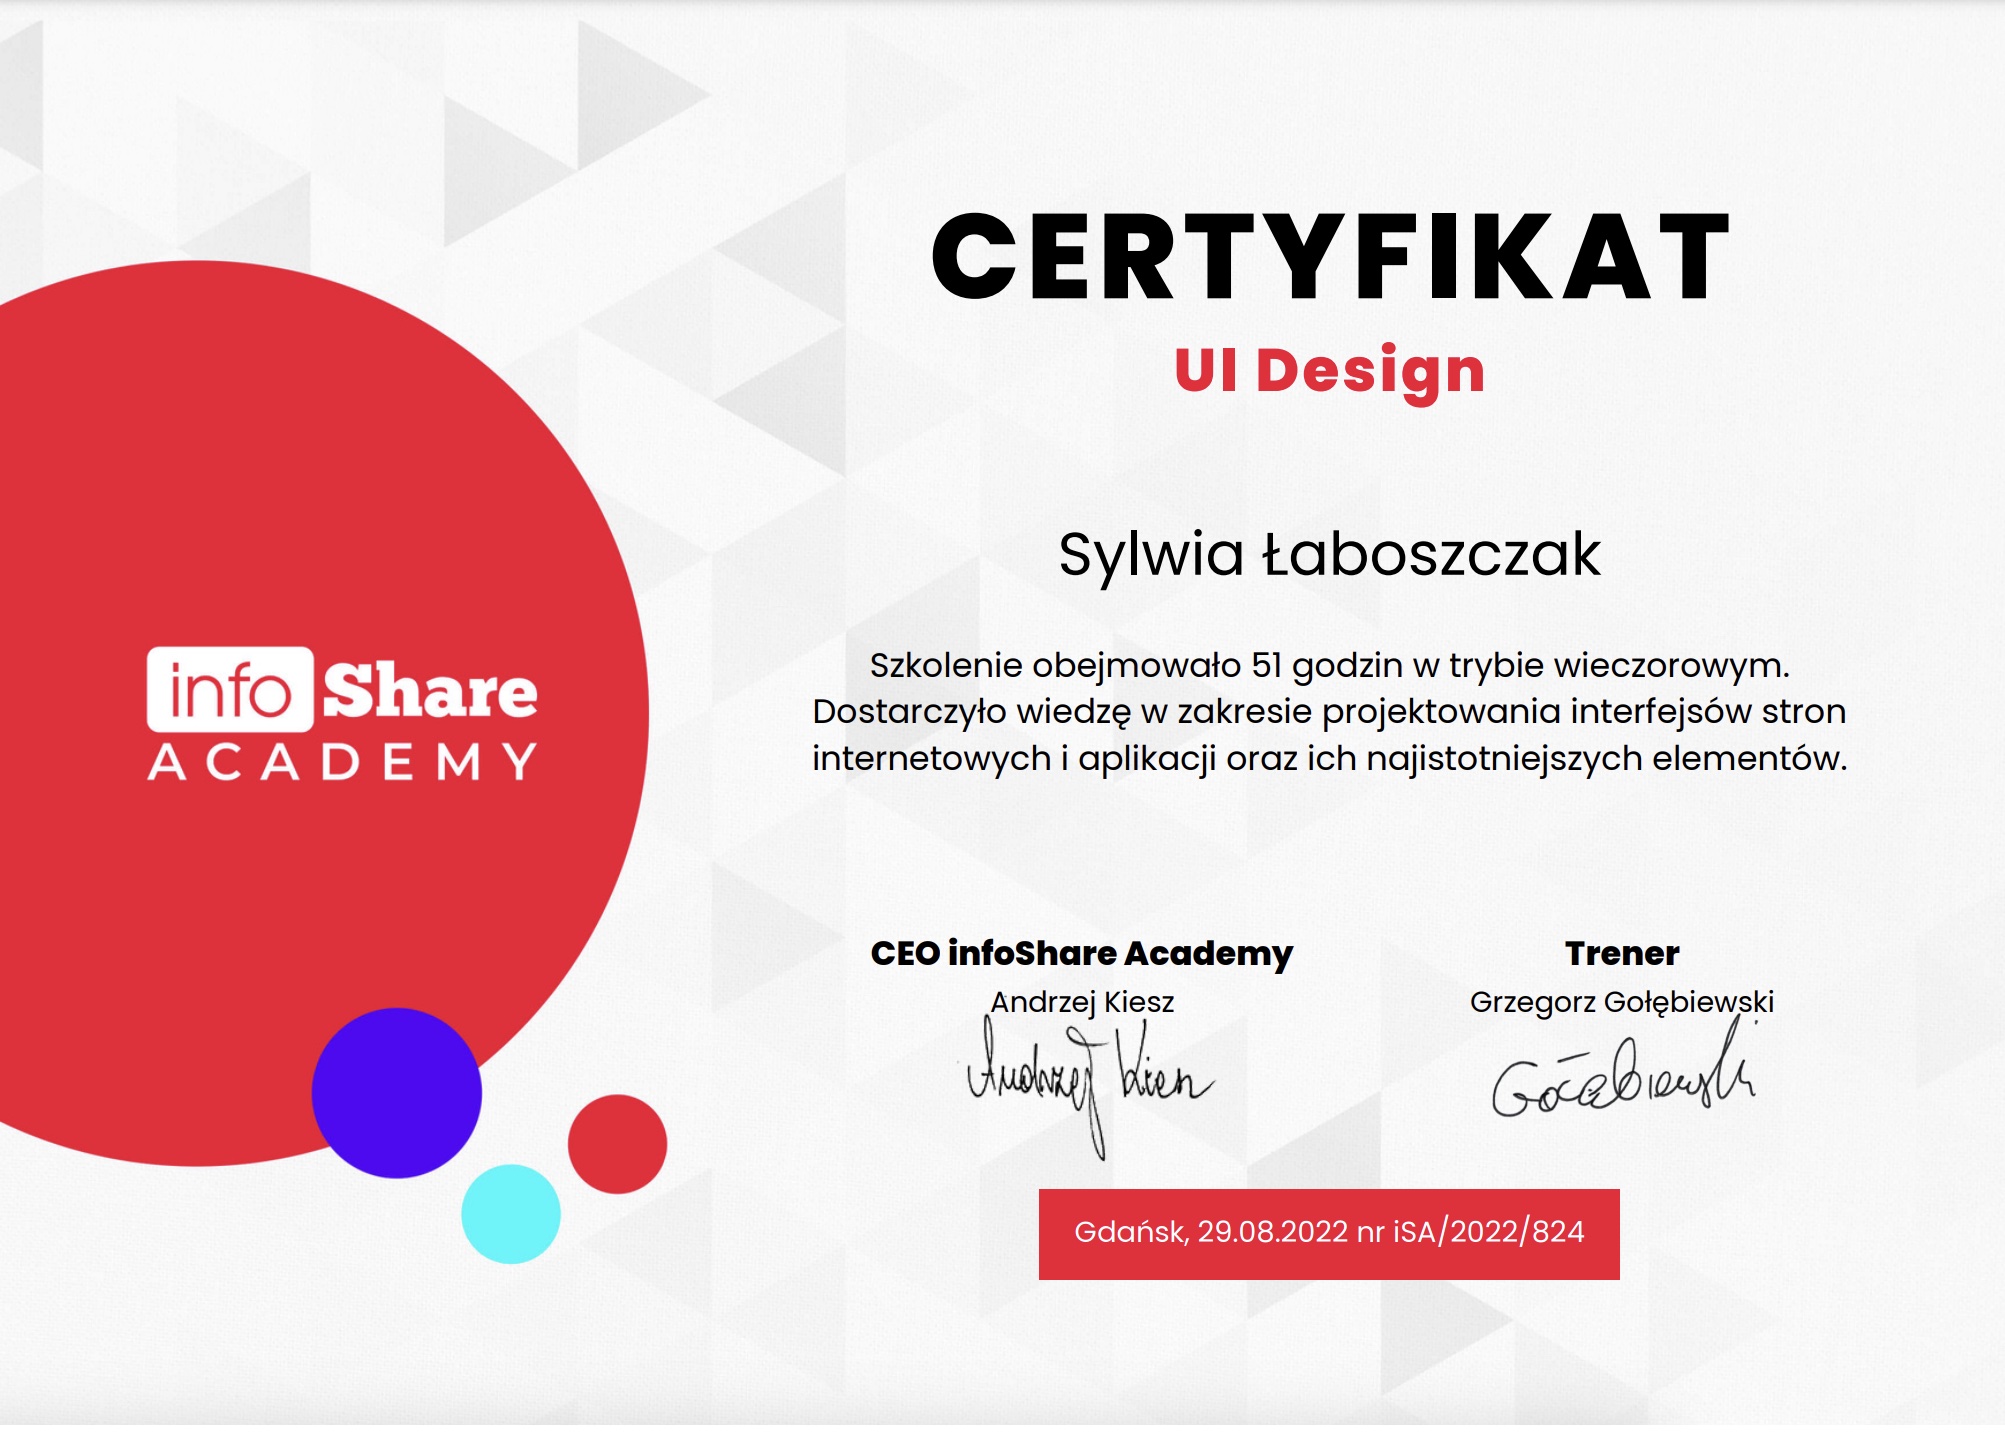 CERTYFIKAT
UI Design
Sylwia Łaboszczak
Szkolenie obejmowało 51 godzin w trybie wieczorowym.
Dostarczyło wiedzę w zakresie projektowania interfejsów stron
internetowych i aplikacji oraz ich najistotniejszych elementów.
info Share
ACADEMY
CEO infoShare Academy
Andrzej Kiesz
Andrzej Kiesz
Trener
Grzegorz Gołębiewski
Gołębiewski
Gdańsk, 29.08.2022 nr iSA/2022/824